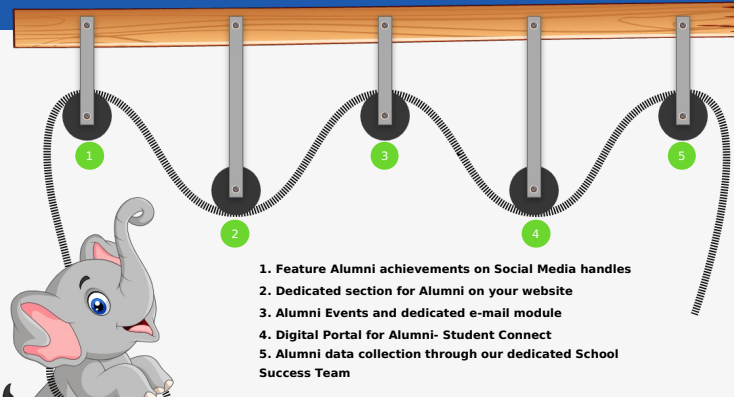 1
3
5
2
4
1. Feature Alumni achievements on Social Media handles
2. Dedicated section for Alumni on your website
3. Alumni Events and dedicated e-mail module
4. Digital Portal for Alumni- Student Connect
5. Alumni data collection through our dedicated School
Success Team